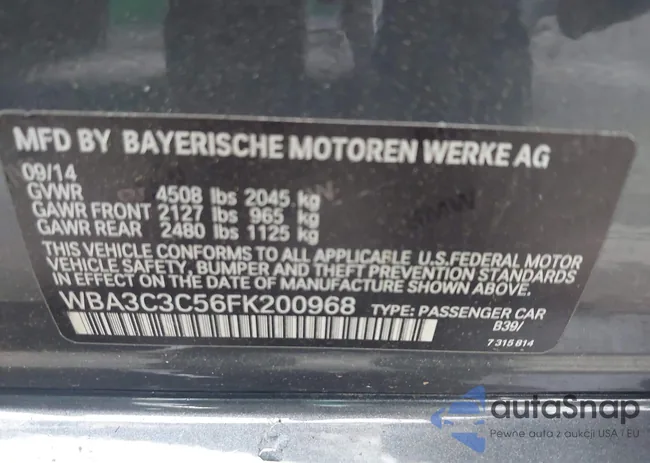 MFD BY BAYERISCHE MOTOREN WERKE AG
09/14
GVWR 4508 lbs 2045 kg
GAWR FRONT 2127 lbs 965 kg
GAWR REAR 2480 lbs 1125 kg
THIS VEHICLE CONFORMS TO ALL APPLICABLE U.S.FEDERAL MOTOR
VEHICLE SAFETY, BUMPER, AND THEFT PREVENTION STANDARDS
IN EFFECT ON THE DATE OF MANUFACTURE SHOWN ABOVE.
WBA3C3C56FK200968 TYPE: PASSENGER CAR
B39/
7 315 814
autoSnap
Pewne auta z aukcji USA i EU